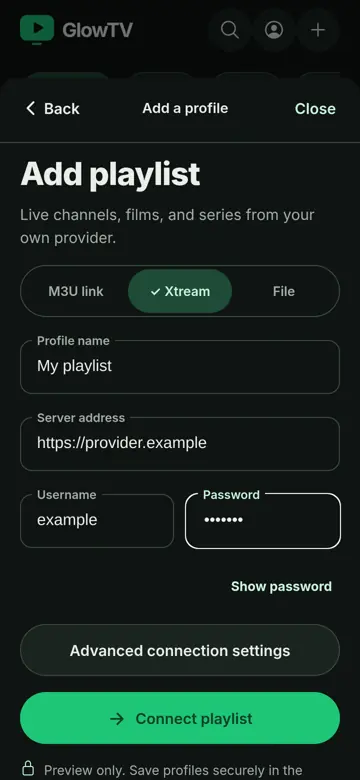 GlowTV
Back
Add a profile
Close
Add playlist
Live channels, films, and series from your
own provider.
M3U link
✓ Xtream
File
Profile name
My playlist
Server address
https://provider.example
Username
example
Password
•••••••
Show password
Advanced connection settings
→ Connect playlist
Preview only. Save profiles securely in the